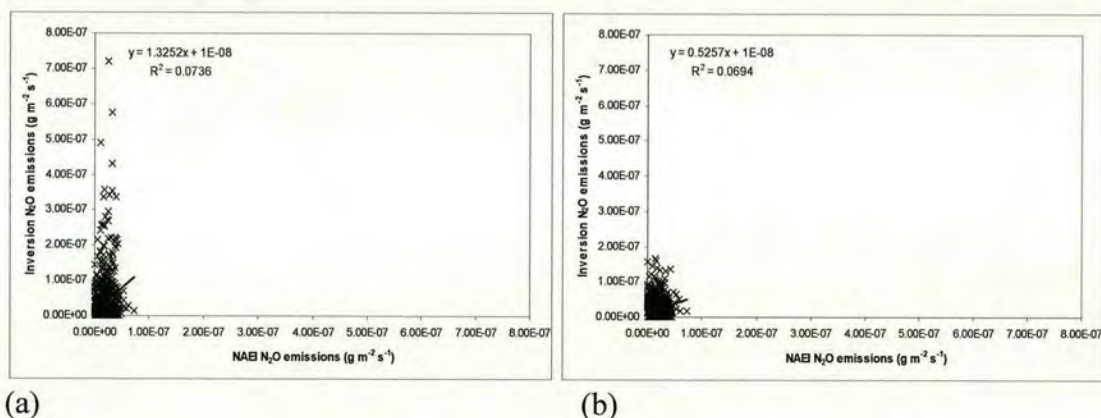 8.00E-07
7.00E-07
6.00E-07
5.00E-07
4.00E-07
3.00E-07
2.00E-07
1.00E-07
0.00E+00
Inversion N₂O emissions (g m⁻² s⁻¹)
y = 1.3252x + 1E-08
R² = 0.0736
0.00E+00 1.00E-07 2.00E-07 3.00E-07 4.00E-07 5.00E-07 6.00E-07 7.00E-07 8.00E-07
NAEI N₂O emissions (g m⁻² s⁻¹)
(a)
8.00E-07
7.00E-07
6.00E-07
5.00E-07
4.00E-07
3.00E-07
2.00E-07
1.00E-07
0.00E+00
Inversion N₂O emissions (g m⁻² s⁻¹)
y = 0.5257x + 1E-08
R² = 0.0694
0.00E+00 1.00E-07 2.00E-07 3.00E-07 4.00E-07 5.00E-07 6.00E-07 7.00E-07 8.00E-07
NAEI N₂O emissions (g m⁻² s⁻¹)
(b)